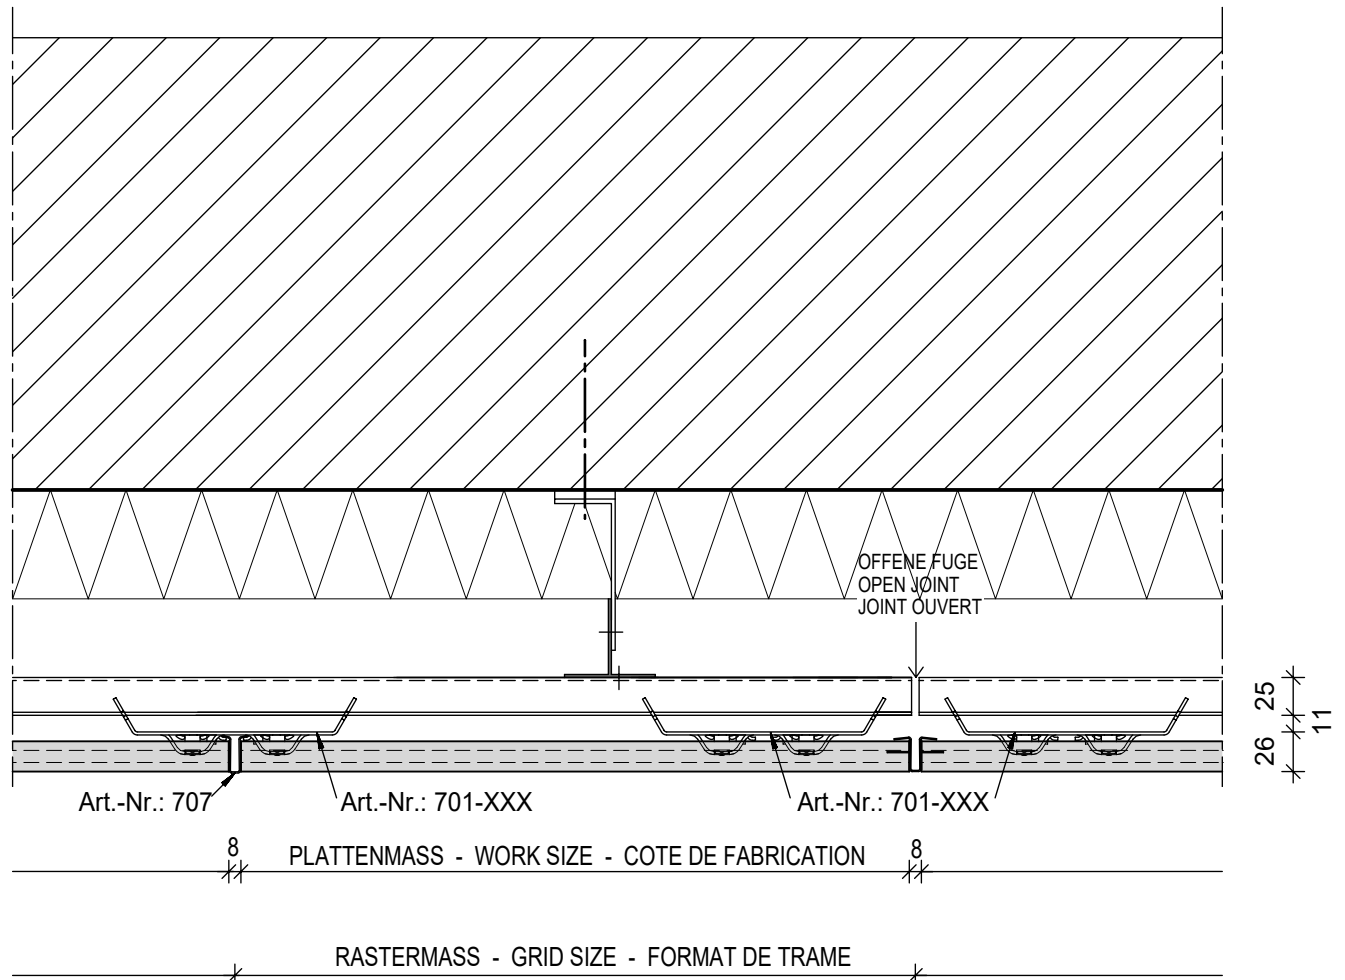 OFFENE FUGE
OPEN JOINT
JOINT OUVERT
25
11
26
Art.-Nr.: 707
Art.-Nr.: 701-XXX
Art.-Nr.: 701-XXX
8
PLATTENMASS - WORK SIZE - COTE DE FABRICATION
8
RASTERMASS - GRID SIZE - FORMAT DE TRAME